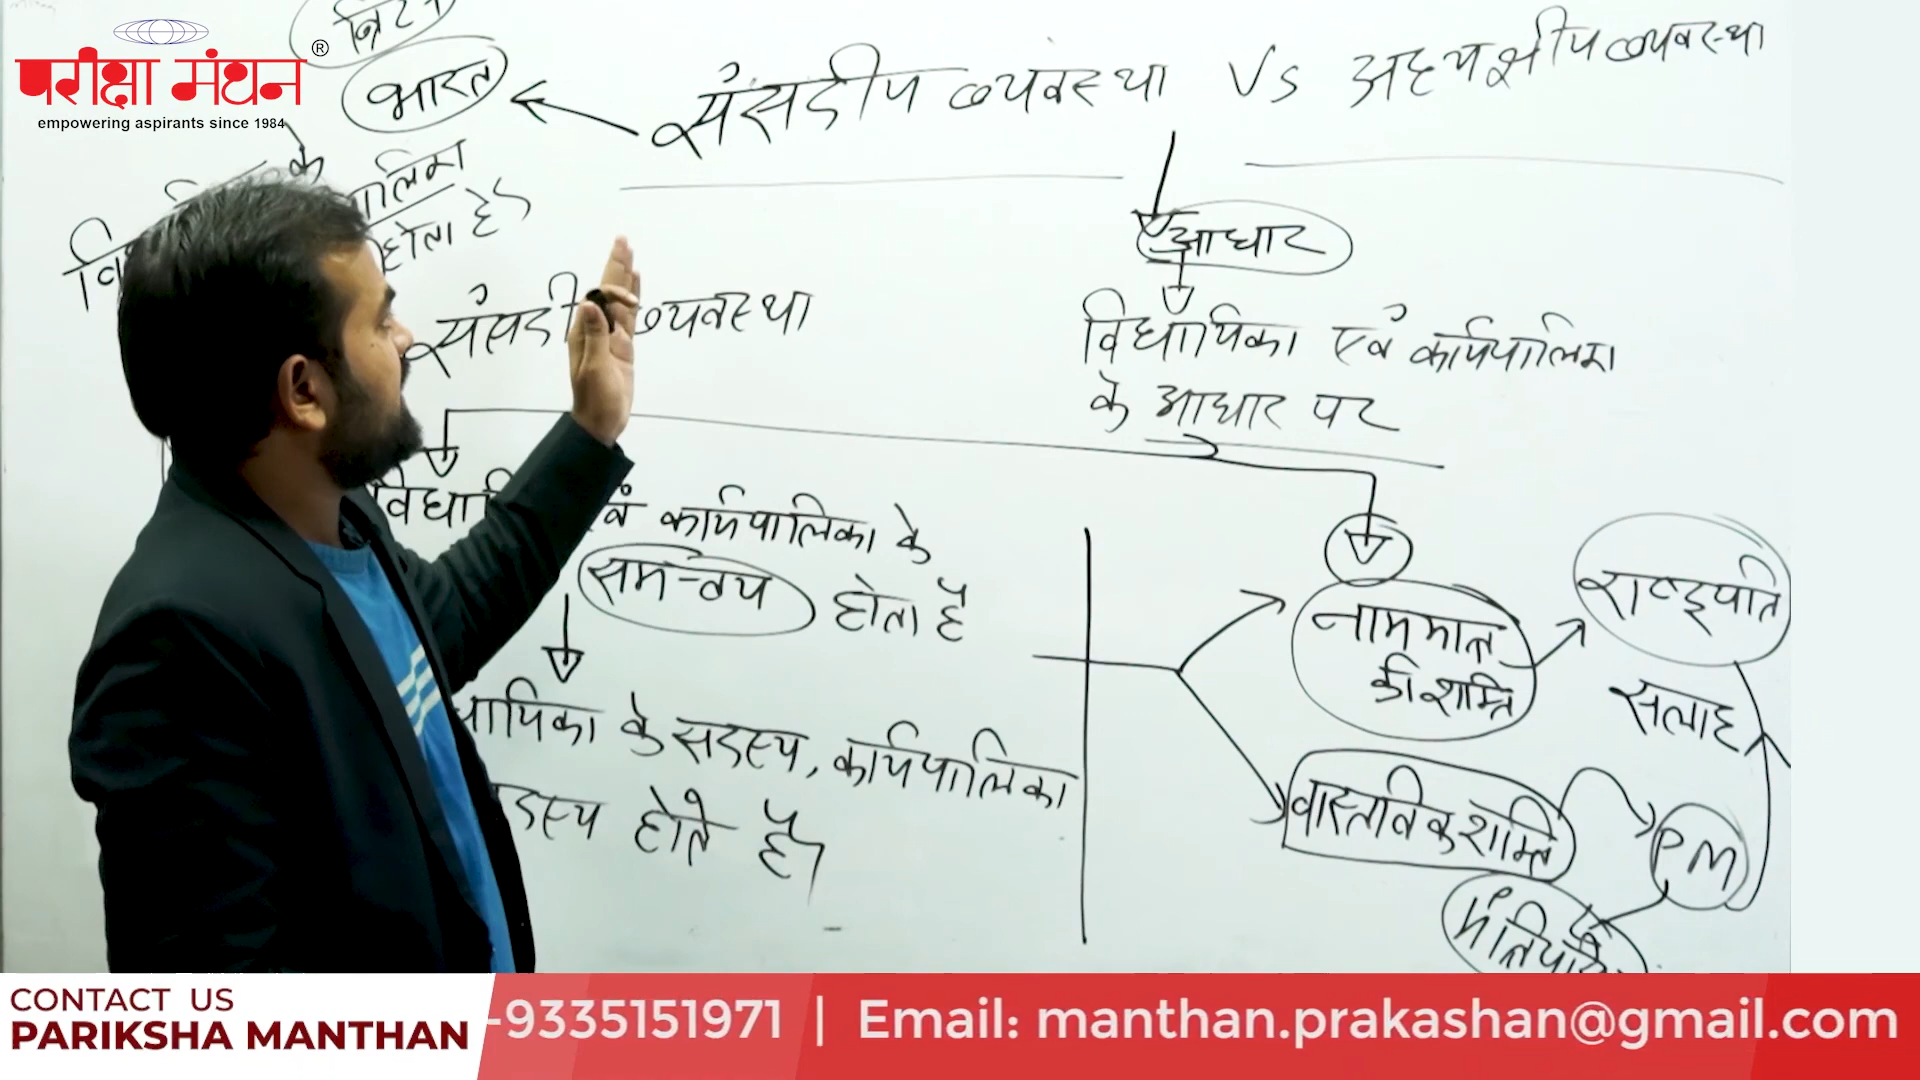 परीक्षा मंथन
®
empowering aspirants since 1984
ब्रिटेन
भारत
संसदीय व्यवस्था Vs अध्यक्षीय व्यवस्था
के
होता है
आधार
संसदीय व्यवस्था
विधायिका एवं कार्यपालिका
के आधार पर
एवं कार्यपालिका के
समन्वय होता है
के सदस्य, कार्यपालिका
होते हैं।
नाममात्र
की शक्ति
राष्ट्रपति
सलाह
वास्तविक शक्ति
PM
CONTACT US
PARIKSHA MANTHAN
-9335151971 | Email: manthan.prakashan@gmail.com